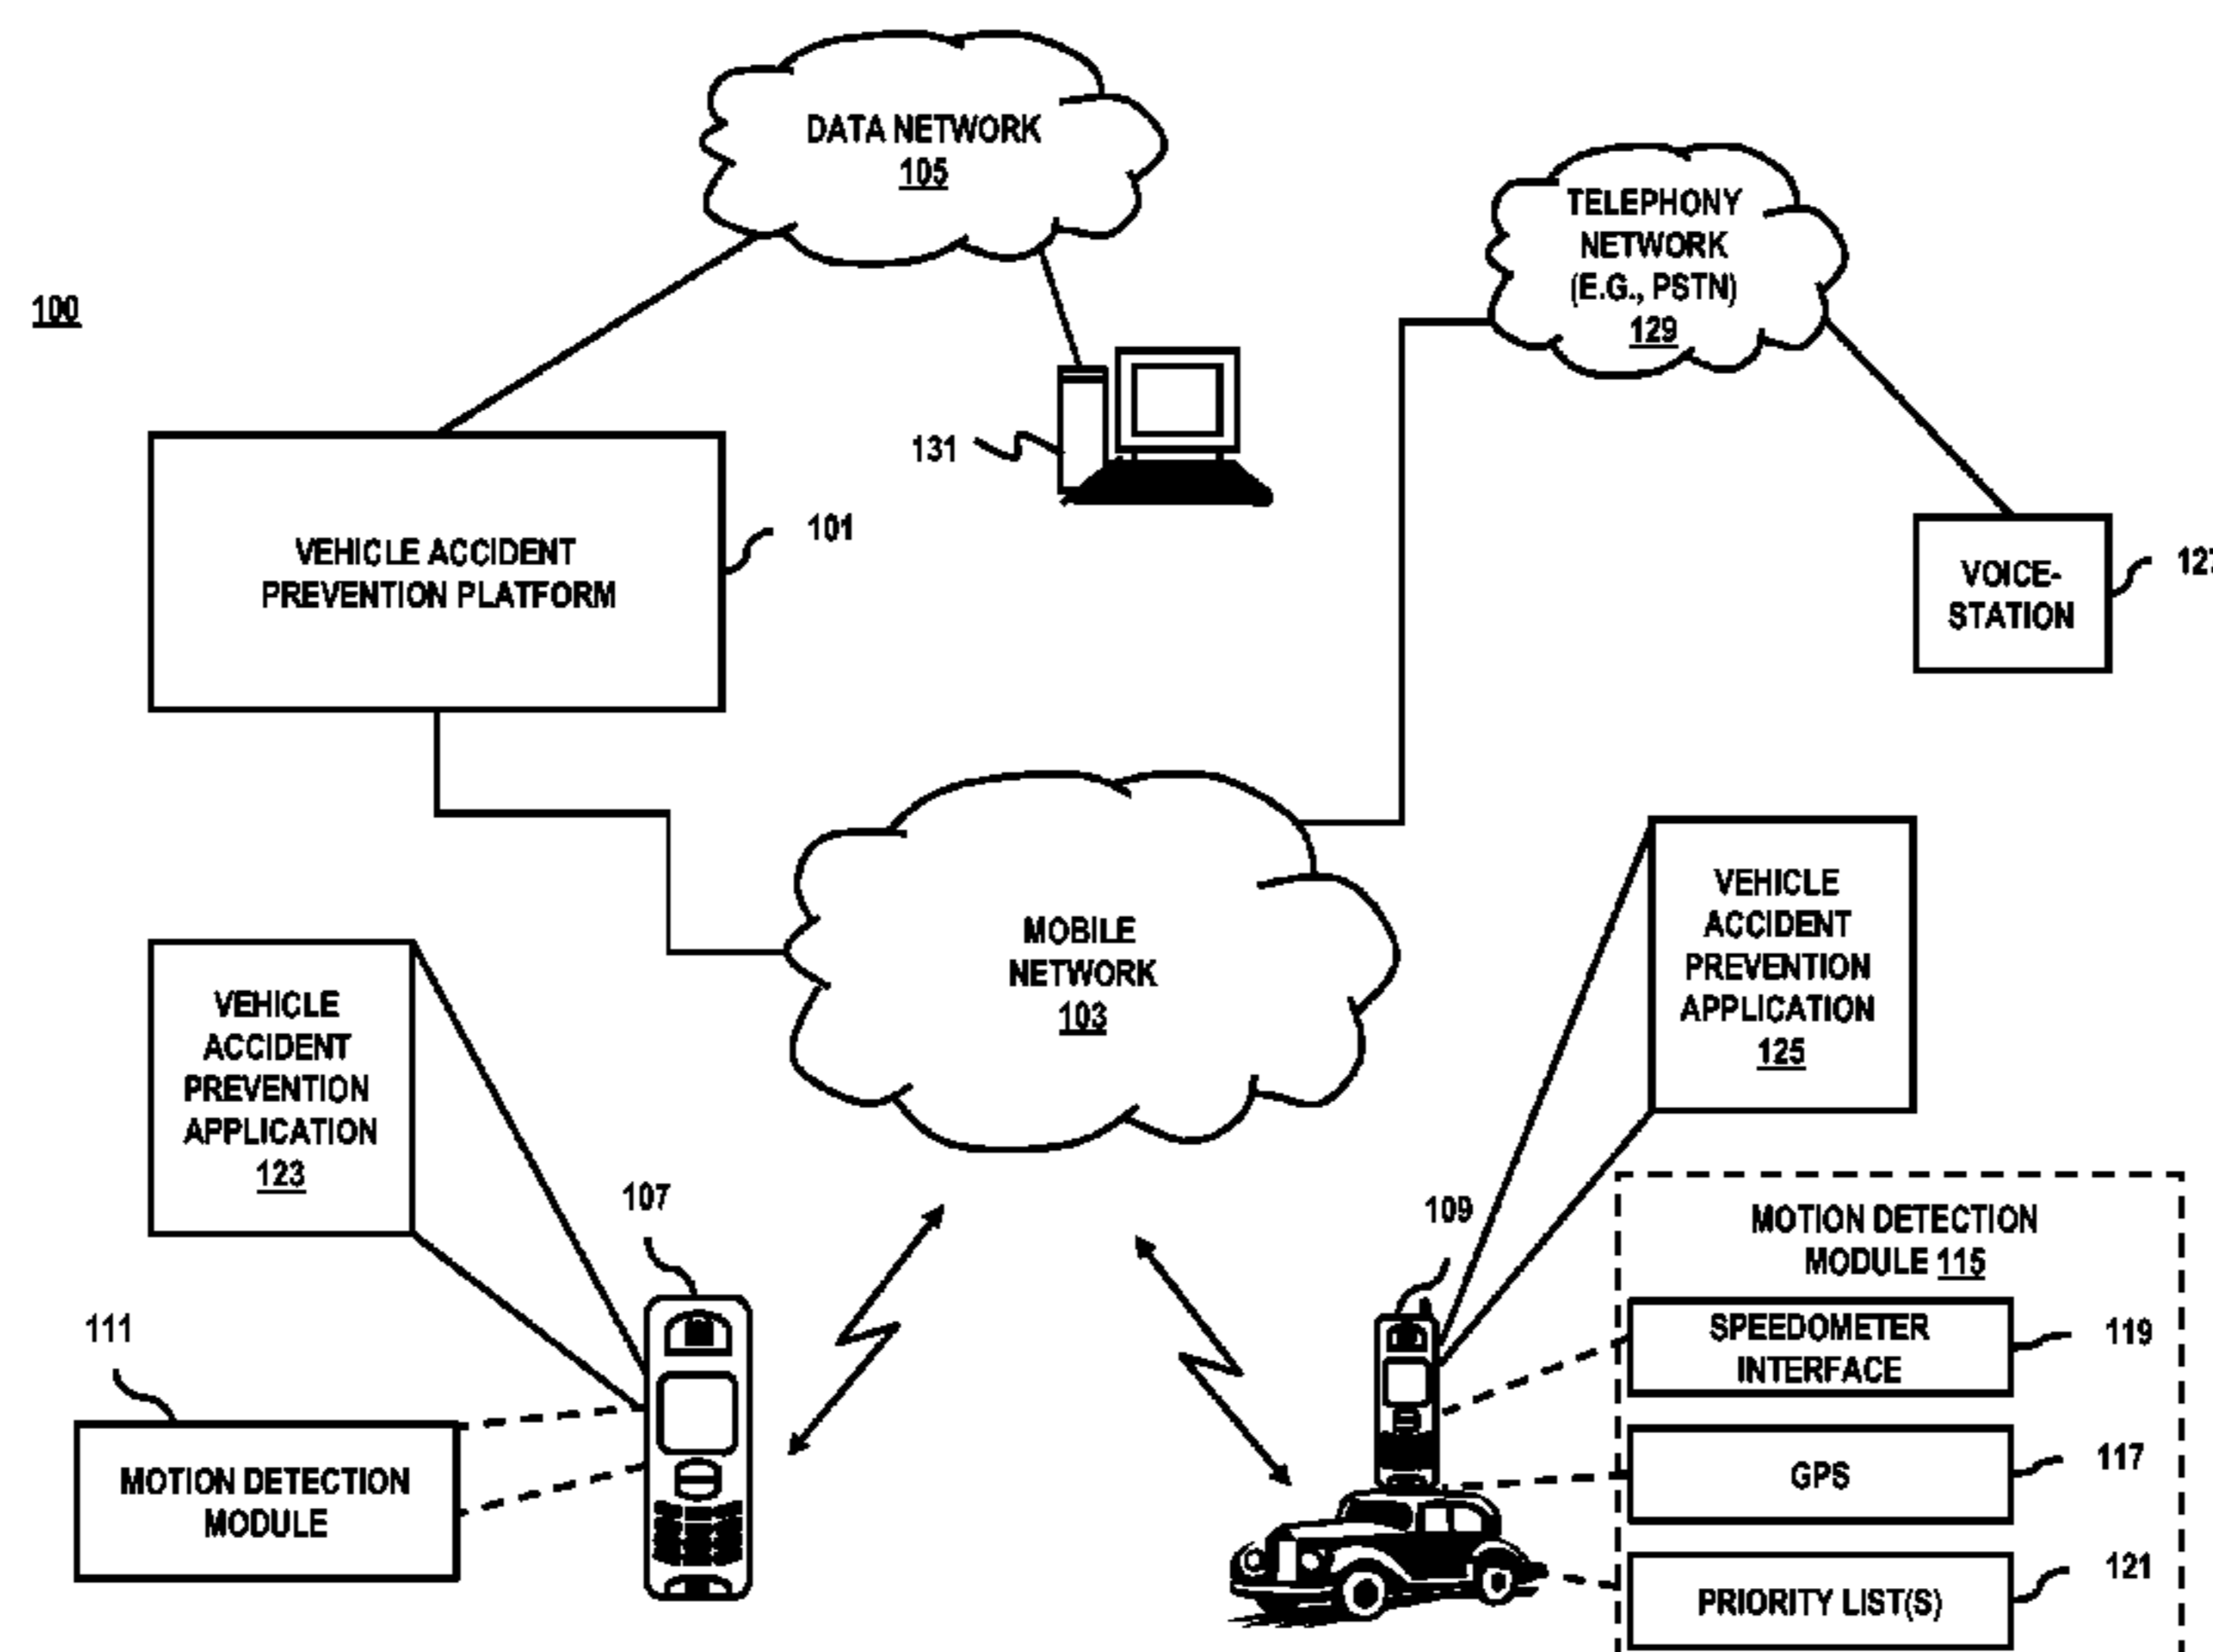 DATA NETWORK
105
TELEPHONY
NETWORK
(E.G., PSTN)
129
100
131
VEHICLE ACCIDENT
PREVENTION PLATFORM
101
VOICE-
STATION
127
MOBILE
NETWORK
103
VEHICLE
ACCIDENT
PREVENTION
APPLICATION
125
VEHICLE
ACCIDENT
PREVENTION
APPLICATION
123
107
109
MOTION DETECTION
MODULE 115
111
MOTION DETECTION
MODULE
SPEEDOMETER
INTERFACE
119
GPS
117
PRIORITY LIST(S)
121